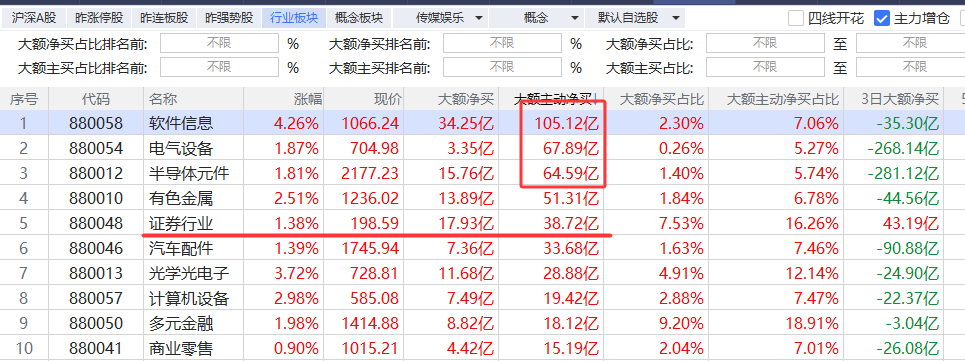 沪深A股 昨涨停股 昨连板股 昨强势股 行业板块 概念板块 传媒娱乐 概念 默认自选股 四线开花 主力增仓
大额净买占比排名前: 不限 % 大额净买排名前: 不限 % 大额净买占比: 不限 至 不限
大额主买占比排名前: 不限 % 大额主买排名前: 不限 % 大额主买占比: 不限 至 不限
序号 代码 名称 涨幅 现价 大额净买 大额主动净买↓ 大额净买占比 大额主动净买占比 3日大额净买
1 880058 软件信息 4.26% 1066.24 34.25亿 105.12亿 2.30% 7.06% -35.30亿
2 880054 电气设备 1.87% 704.98 3.35亿 67.89亿 0.26% 5.27% -268.14亿
3 880012 半导体元件 1.81% 2177.23 15.76亿 64.59亿 1.40% 5.74% -281.12亿
4 880010 有色金属 2.51% 1236.02 13.89亿 51.31亿 1.84% 6.78% -44.56亿
5 880048 证券行业 1.38% 198.59 17.93亿 38.72亿 7.53% 16.26% 43.19亿
6 880046 汽车配件 1.39% 1745.94 7.36亿 33.68亿 1.63% 7.46% -90.88亿
7 880013 光学光电子 3.72% 728.81 11.68亿 28.88亿 4.91% 12.14% -24.90亿
8 880057 计算机设备 2.98% 585.08 7.49亿 19.42亿 2.88% 7.47% -22.37亿
9 880050 多元金融 1.98% 1414.88 8.82亿 18.12亿 9.20% 18.91% -3.04亿
10 880041 商业零售 0.90% 1015.21 4.42亿 15.19亿 2.04% 7.01% -26.08亿